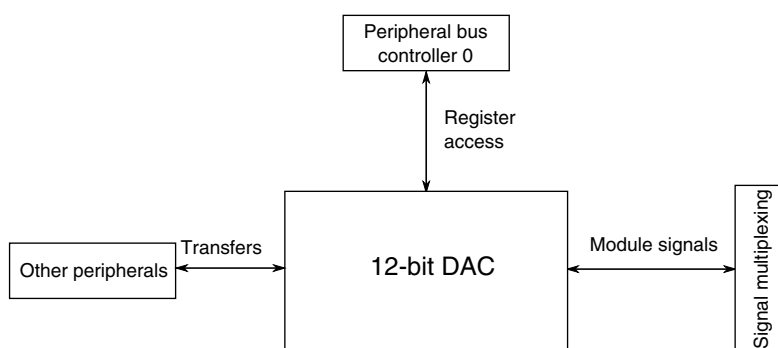 Peripheral bus
controller 0
Register
access
Other peripherals
Transfers
12-bit DAC
Module signals
Signal multiplexing